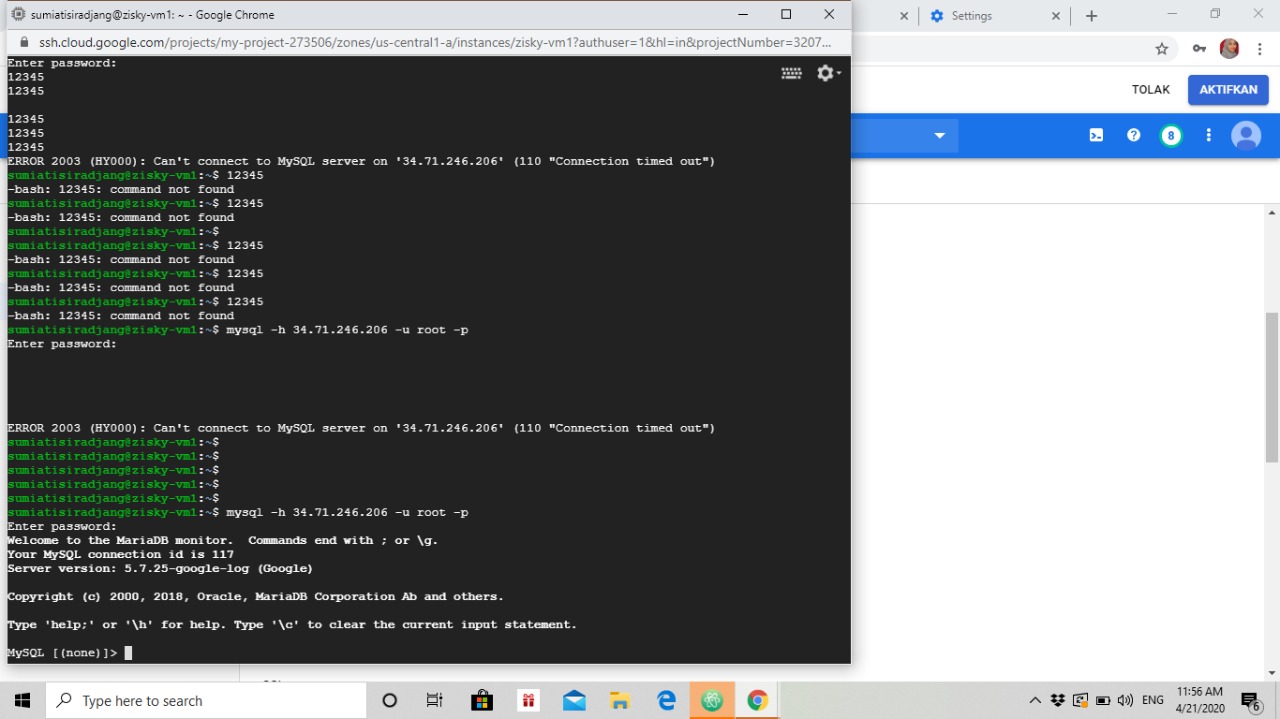 sumiatisiradjang@zisky-vm1: ~ - Google Chrome
Settings
ssh.cloud.google.com/projects/my-project-273506/zones/us-central1-a/instances/zisky-vm1?authuser=1&hl=in&projectNumber=3207...
TOLAK
AKTIFKAN
8
Enter password:
12345
12345
12345
12345
12345
ERROR 2003 (HY000): Can't connect to MySQL server on '34.71.246.206' (110 "Connection timed out")
sumiatisiradjang@zisky-vm1:~$ 12345
-bash: 12345: command not found
sumiatisiradjang@zisky-vm1:~$ 12345
-bash: 12345: command not found
sumiatisiradjang@zisky-vm1:~$
sumiatisiradjang@zisky-vm1:~$ 12345
-bash: 12345: command not found
sumiatisiradjang@zisky-vm1:~$ 12345
-bash: 12345: command not found
sumiatisiradjang@zisky-vm1:~$ 12345
-bash: 12345: command not found
sumiatisiradjang@zisky-vm1:~$ mysql -h 34.71.246.206 -u root -p
Enter password:
ERROR 2003 (HY000): Can't connect to MySQL server on '34.71.246.206' (110 "Connection timed out")
sumiatisiradjang@zisky-vm1:~$
sumiatisiradjang@zisky-vm1:~$
sumiatisiradjang@zisky-vm1:~$
sumiatisiradjang@zisky-vm1:~$
sumiatisiradjang@zisky-vm1:~$
sumiatisiradjang@zisky-vm1:~$ mysql -h 34.71.246.206 -u root -p
Enter password:
Welcome to the MariaDB monitor.  Commands end with ; or \g.
Your MySQL connection id is 117
Server version: 5.7.25-google-log (Google)
Copyright (c) 2000, 2018, Oracle, MariaDB Corporation Ab and others.
Type 'help;' or '\h' for help. Type '\c' to clear the current input statement.
MySQL [(none)]>
Type here to search
ENG
11:56 AM
4/21/2020
6